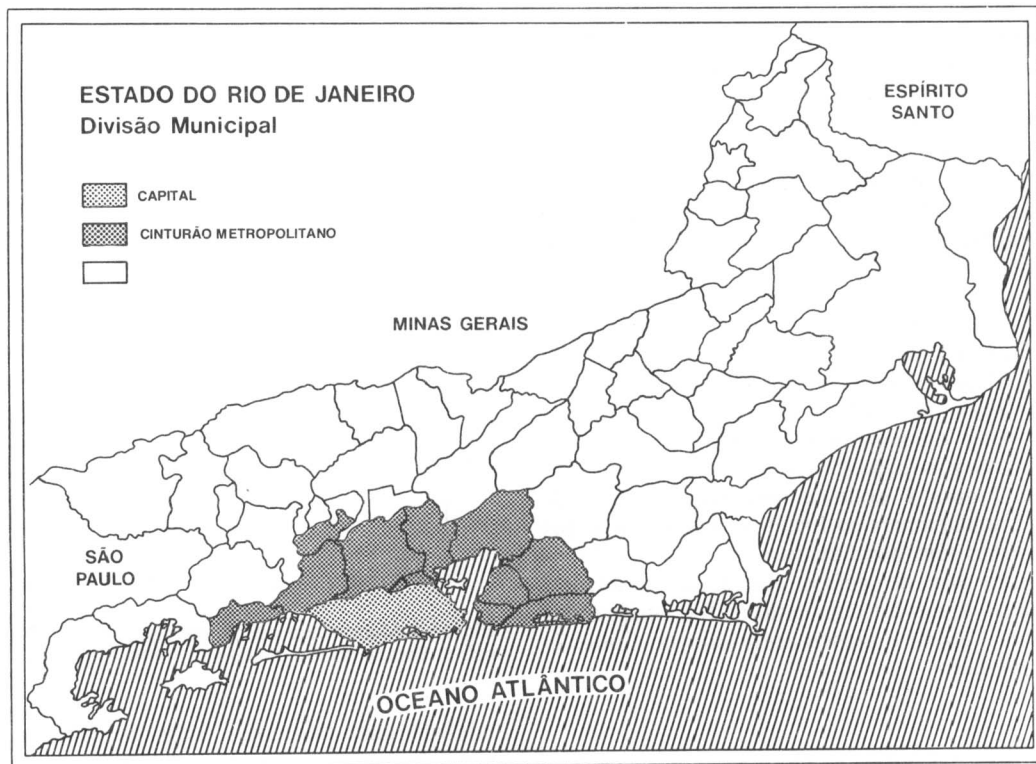 ESTADO DO RIO DE JANEIRO
Divisão Municipal
CAPITAL
CINTURÃO METROPOLITANO
ESPÍRITO
SANTO
MINAS GERAIS
SÃO
PAULO
OCEANO ATLÂNTICO